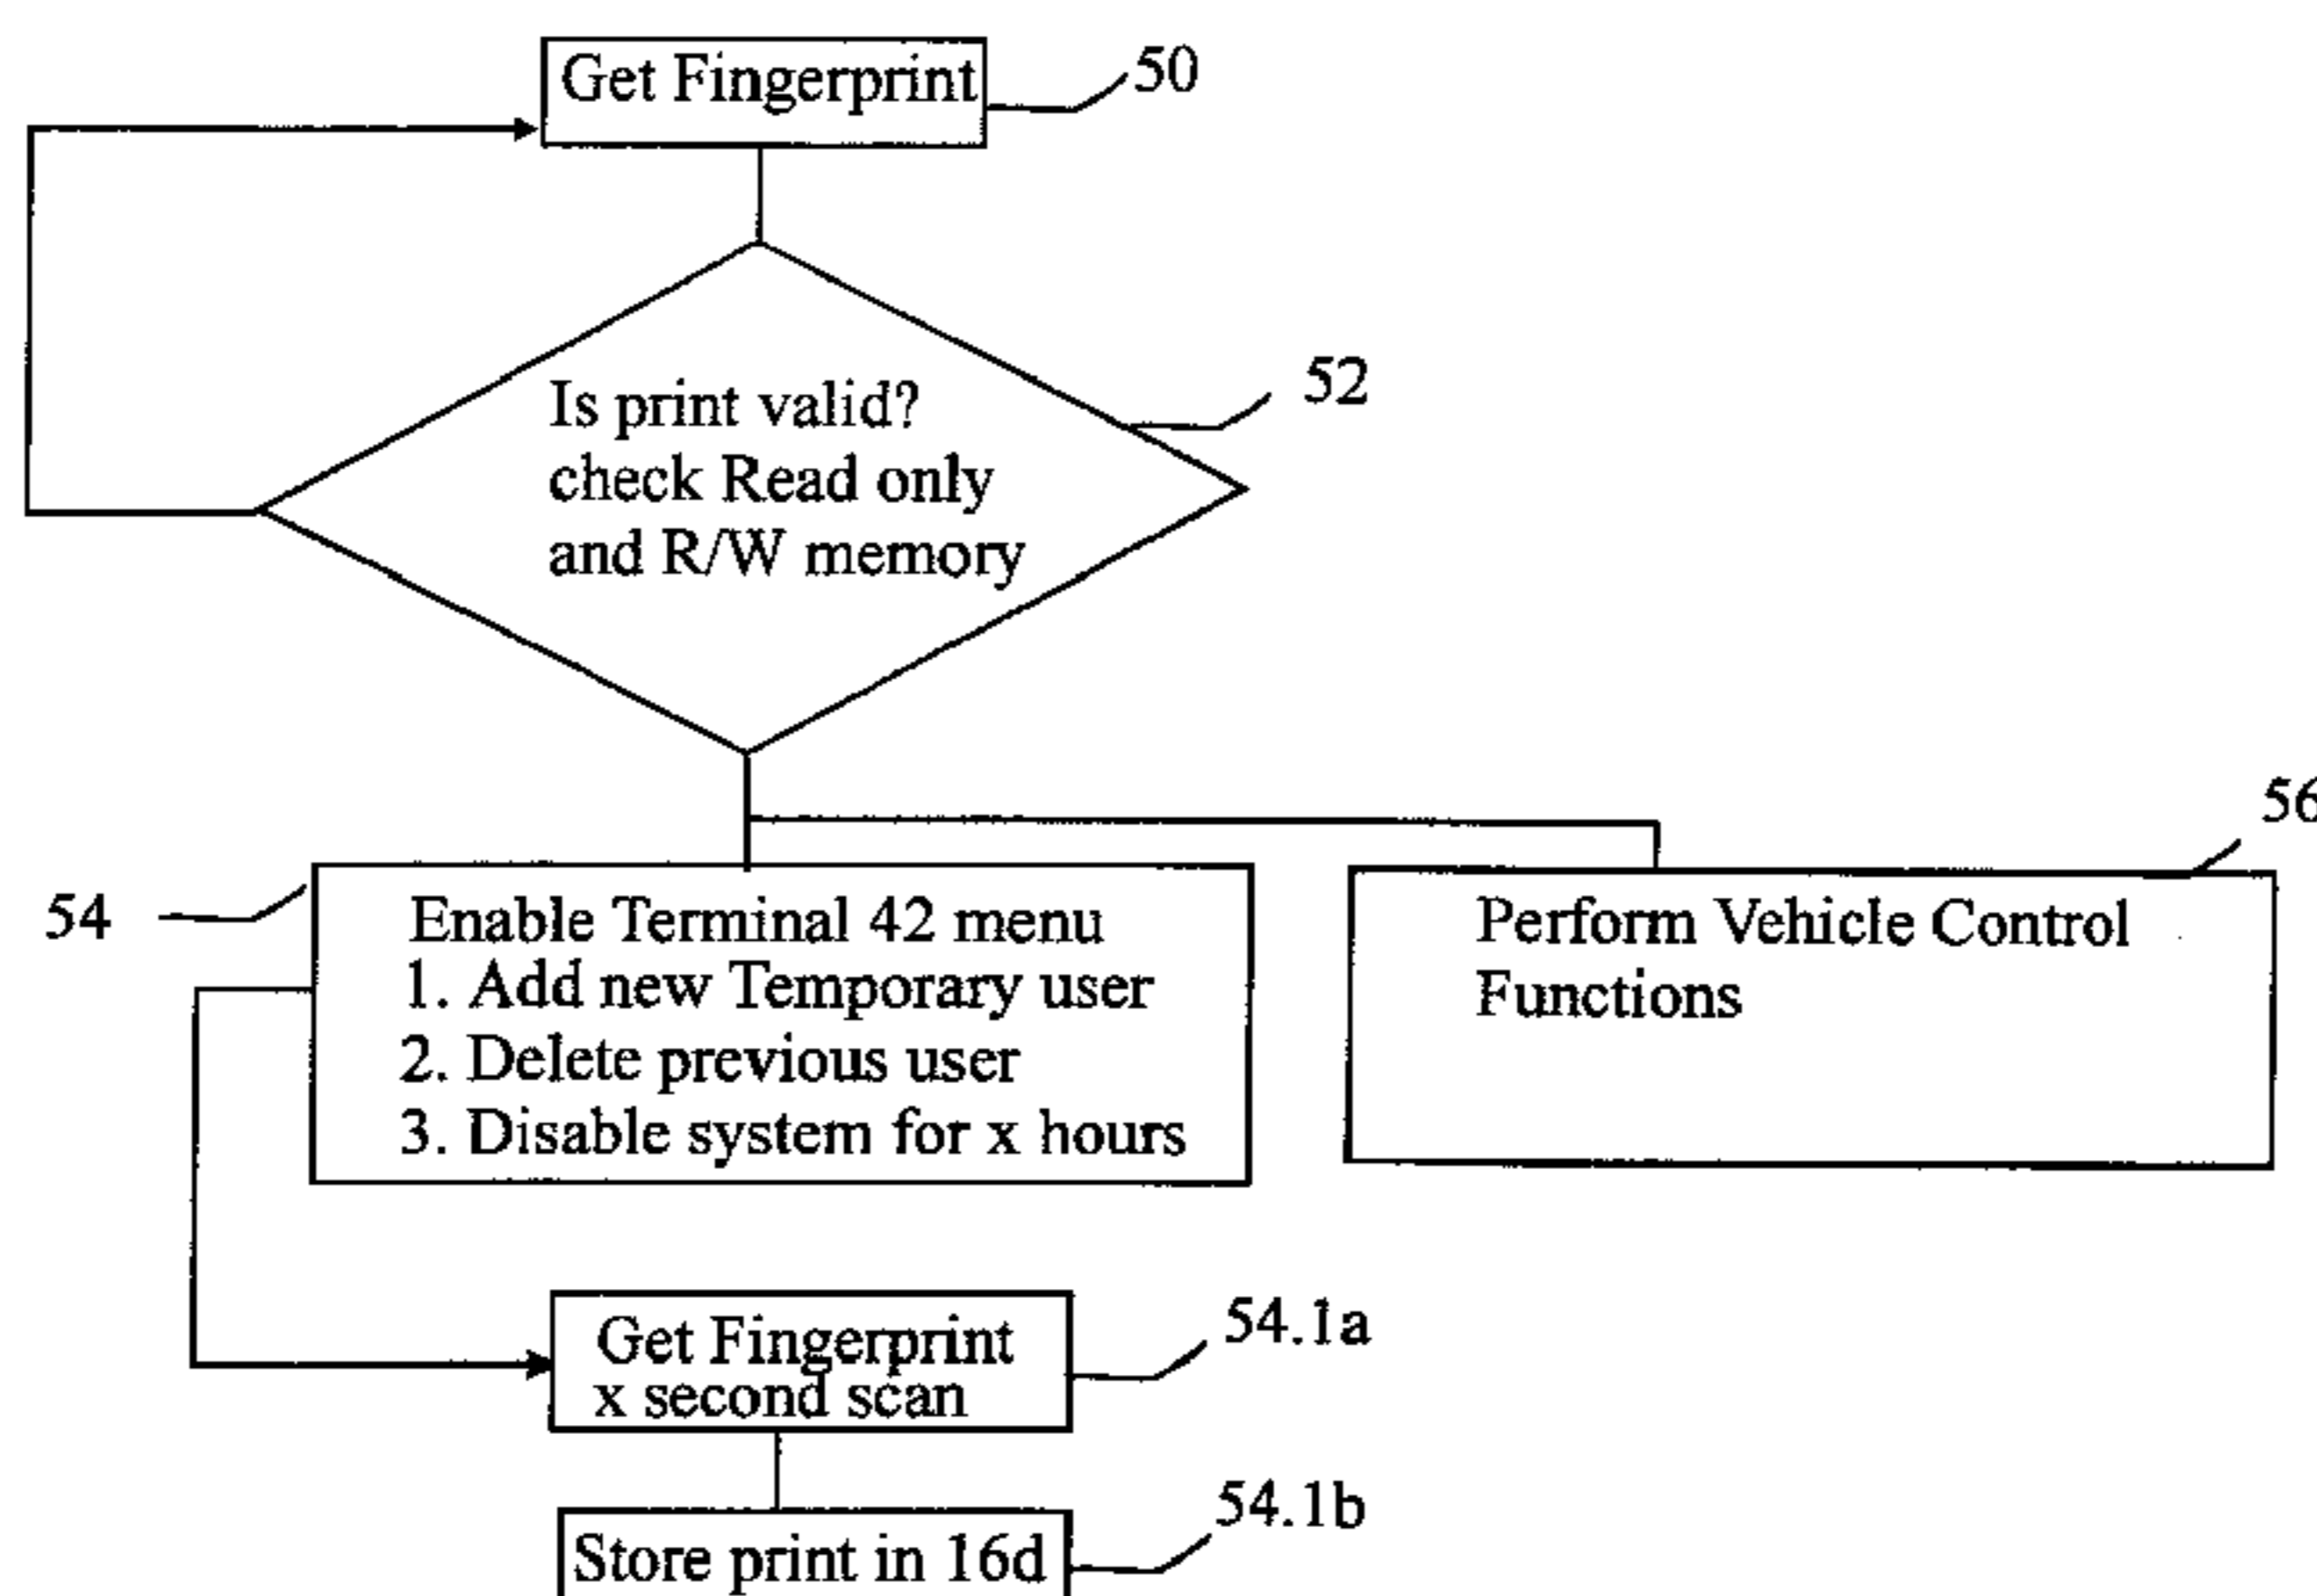 Get Fingerprint
50
Is print valid?
check Read only
and R/W memory
52
56
54
Enable Terminal 42 menu
1. Add new Temporary user
2. Delete previous user
3. Disable system for x hours
Perform Vehicle Control
Functions
Get Fingerprint
x second scan
54.1a
54.1b
Store print in 16d